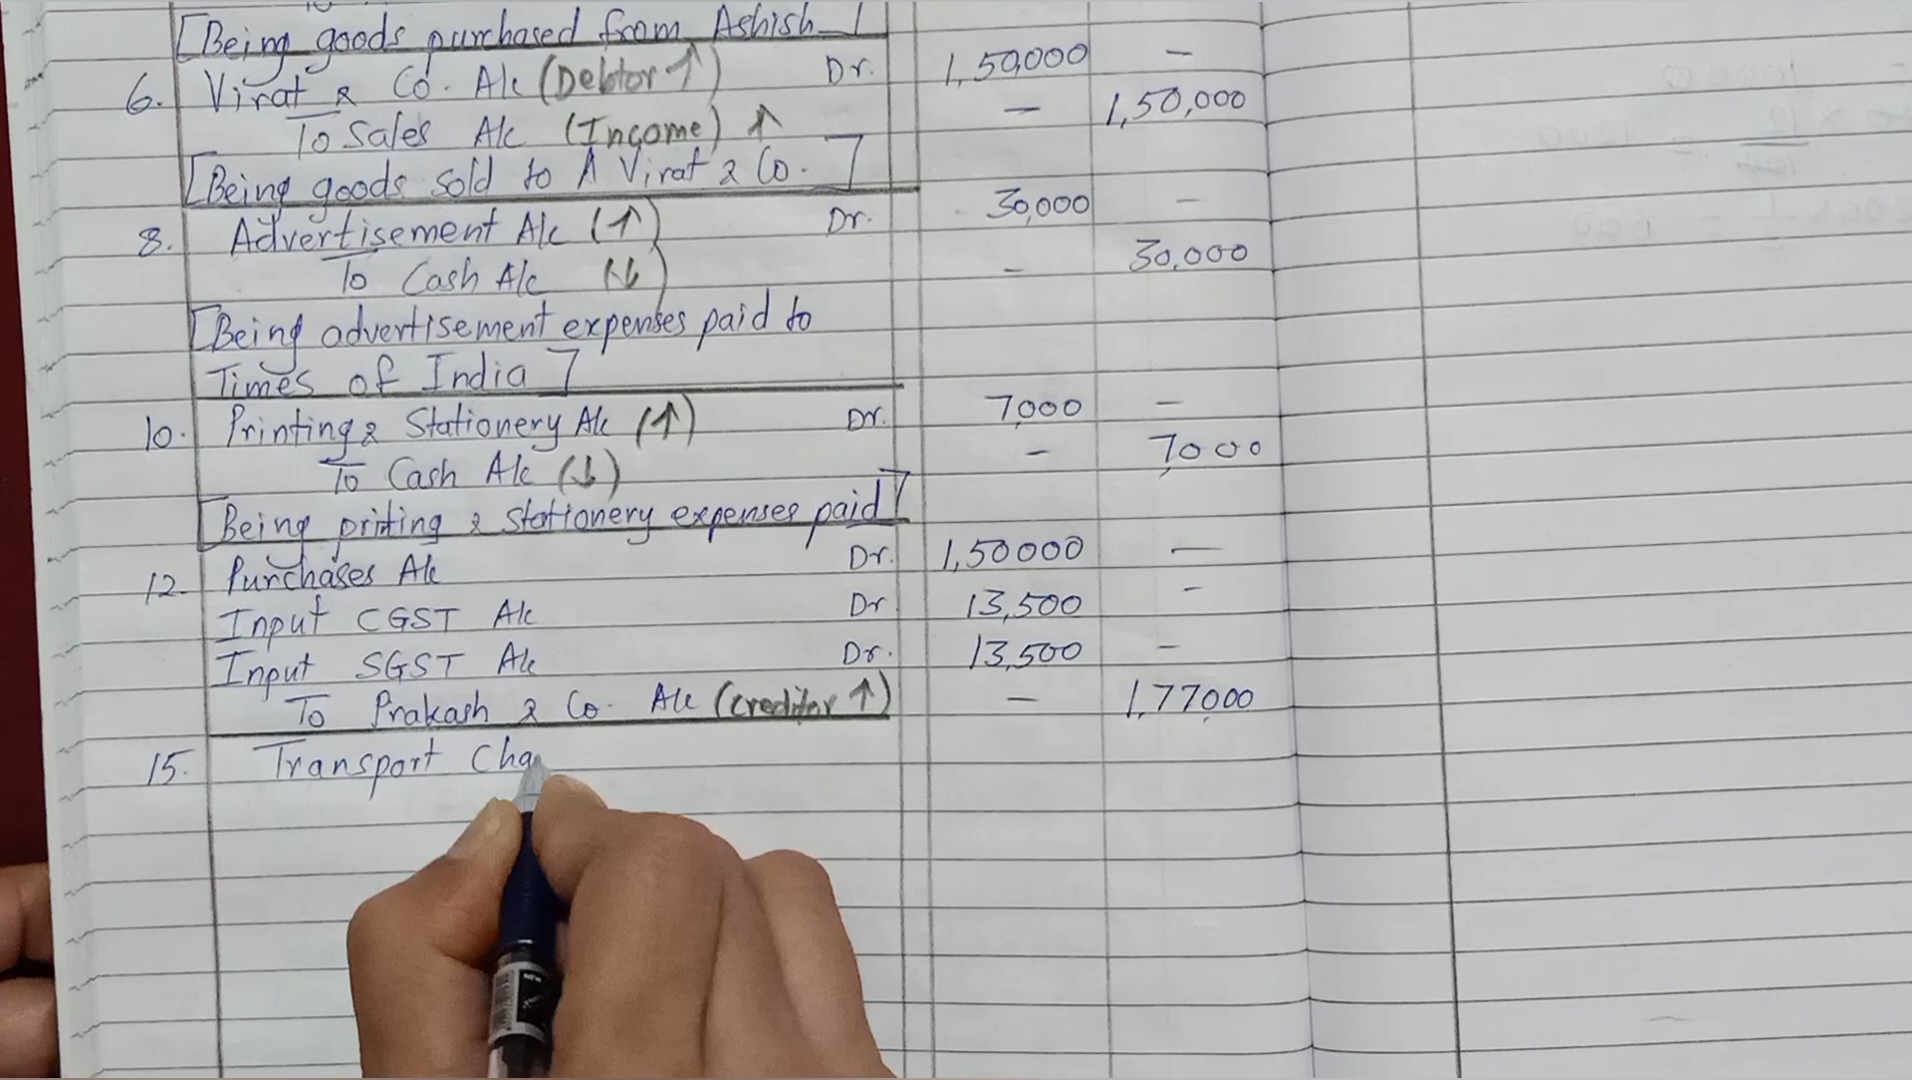 [Being goods purchased from Ashish]
6. Virat & Co. A/c (Debtor ↑) Dr. 1,50,000 –
To Sales A/c (Income) ↑ – 1,50,000
[Being goods sold to A Virat & Co.]
8. Advertisement A/c (↑) Dr. 30,000 –
To Cash A/c (↓) – 30,000
[Being advertisement expenses paid to
Times of India]
10. Printing & Stationery A/c (↑) Dr. 7,000 –
To Cash A/c (↓) – 7,000
[Being priting & stationery expenses paid]
12. Purchases A/c Dr. 1,50000 –
Input CGST A/c Dr 13,500 –
Input SGST A/c Dr. 13,500 –
To Prakash & Co. A/c (creditor ↑) – 1,77,000
15. Transport Cha